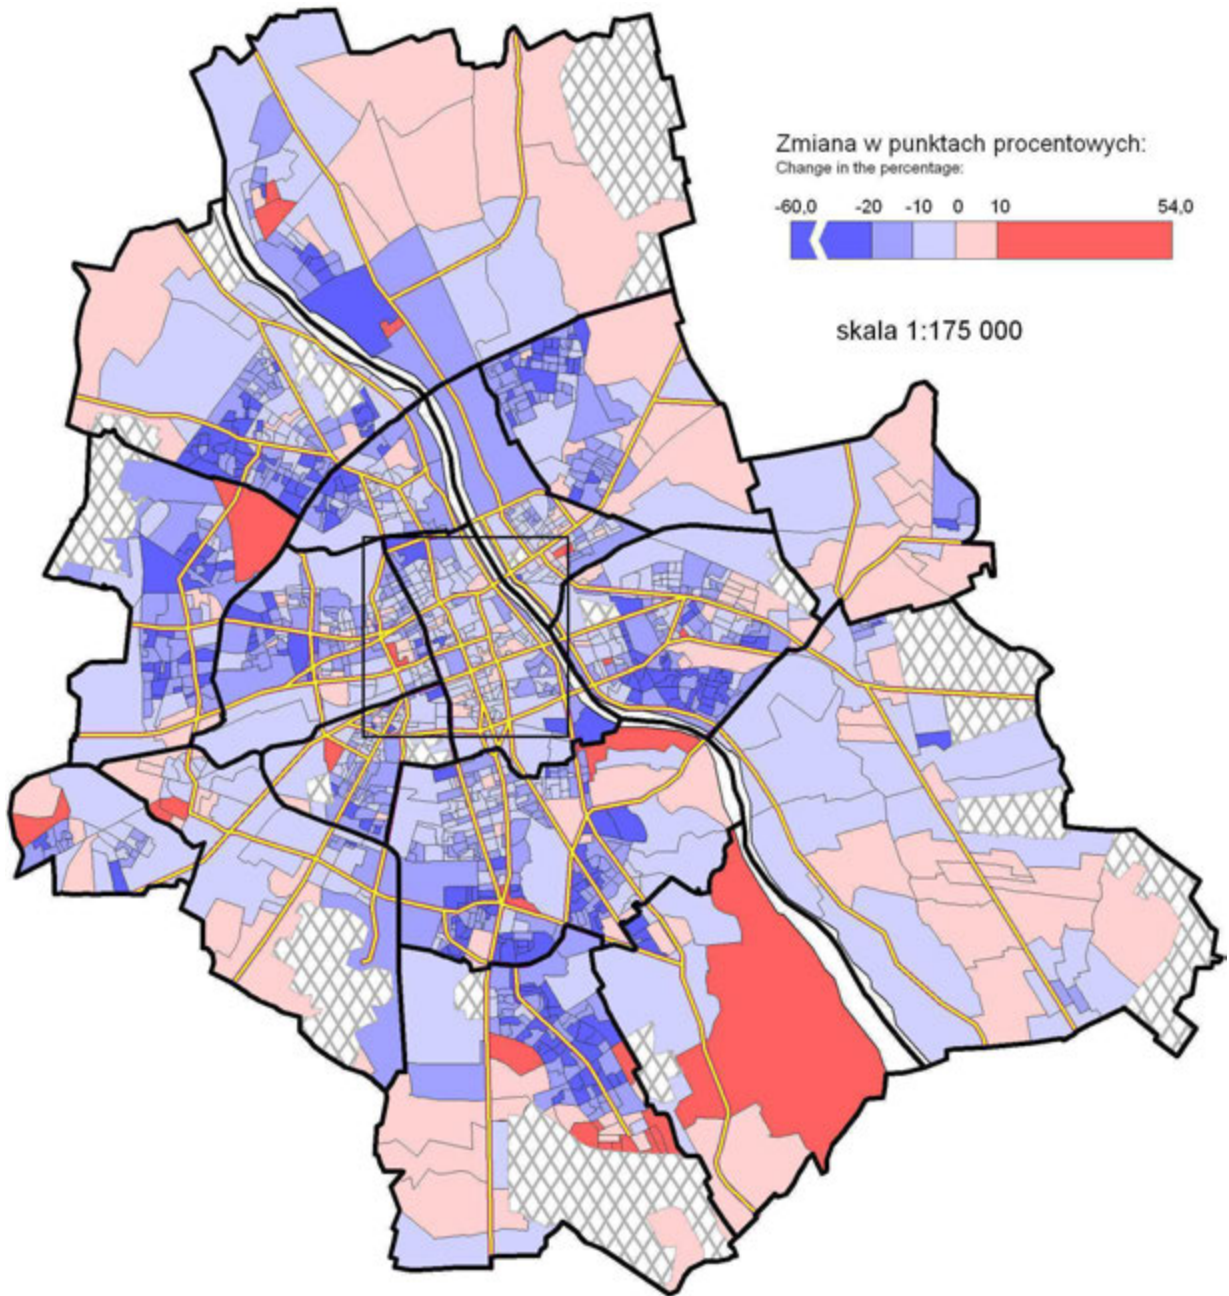 Zmiana w punktach procentowych:
Change in the percentage:
-60,0 -20 -10 0 10 54,0
skala 1:175 000